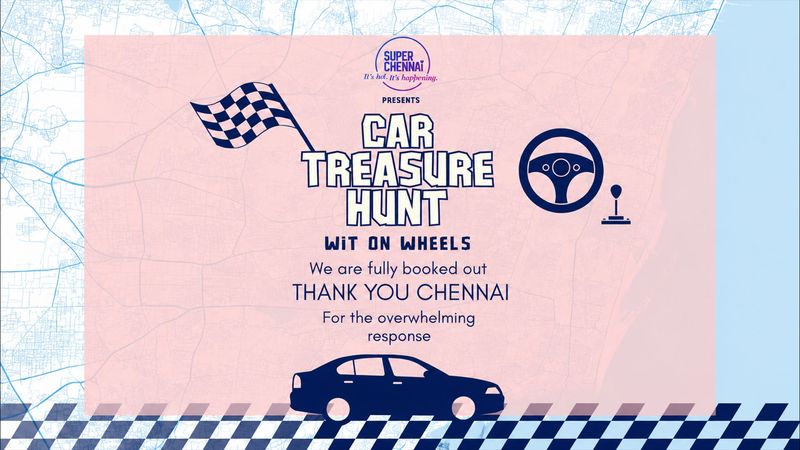 SUPER
CHENNAI
It's hot. It's happening.
PRESENTS
CAR
TREASURE
HUNT
WIT ON WHEELS
We are fully booked out
THANK YOU CHENNAI
For the overwhelming
response